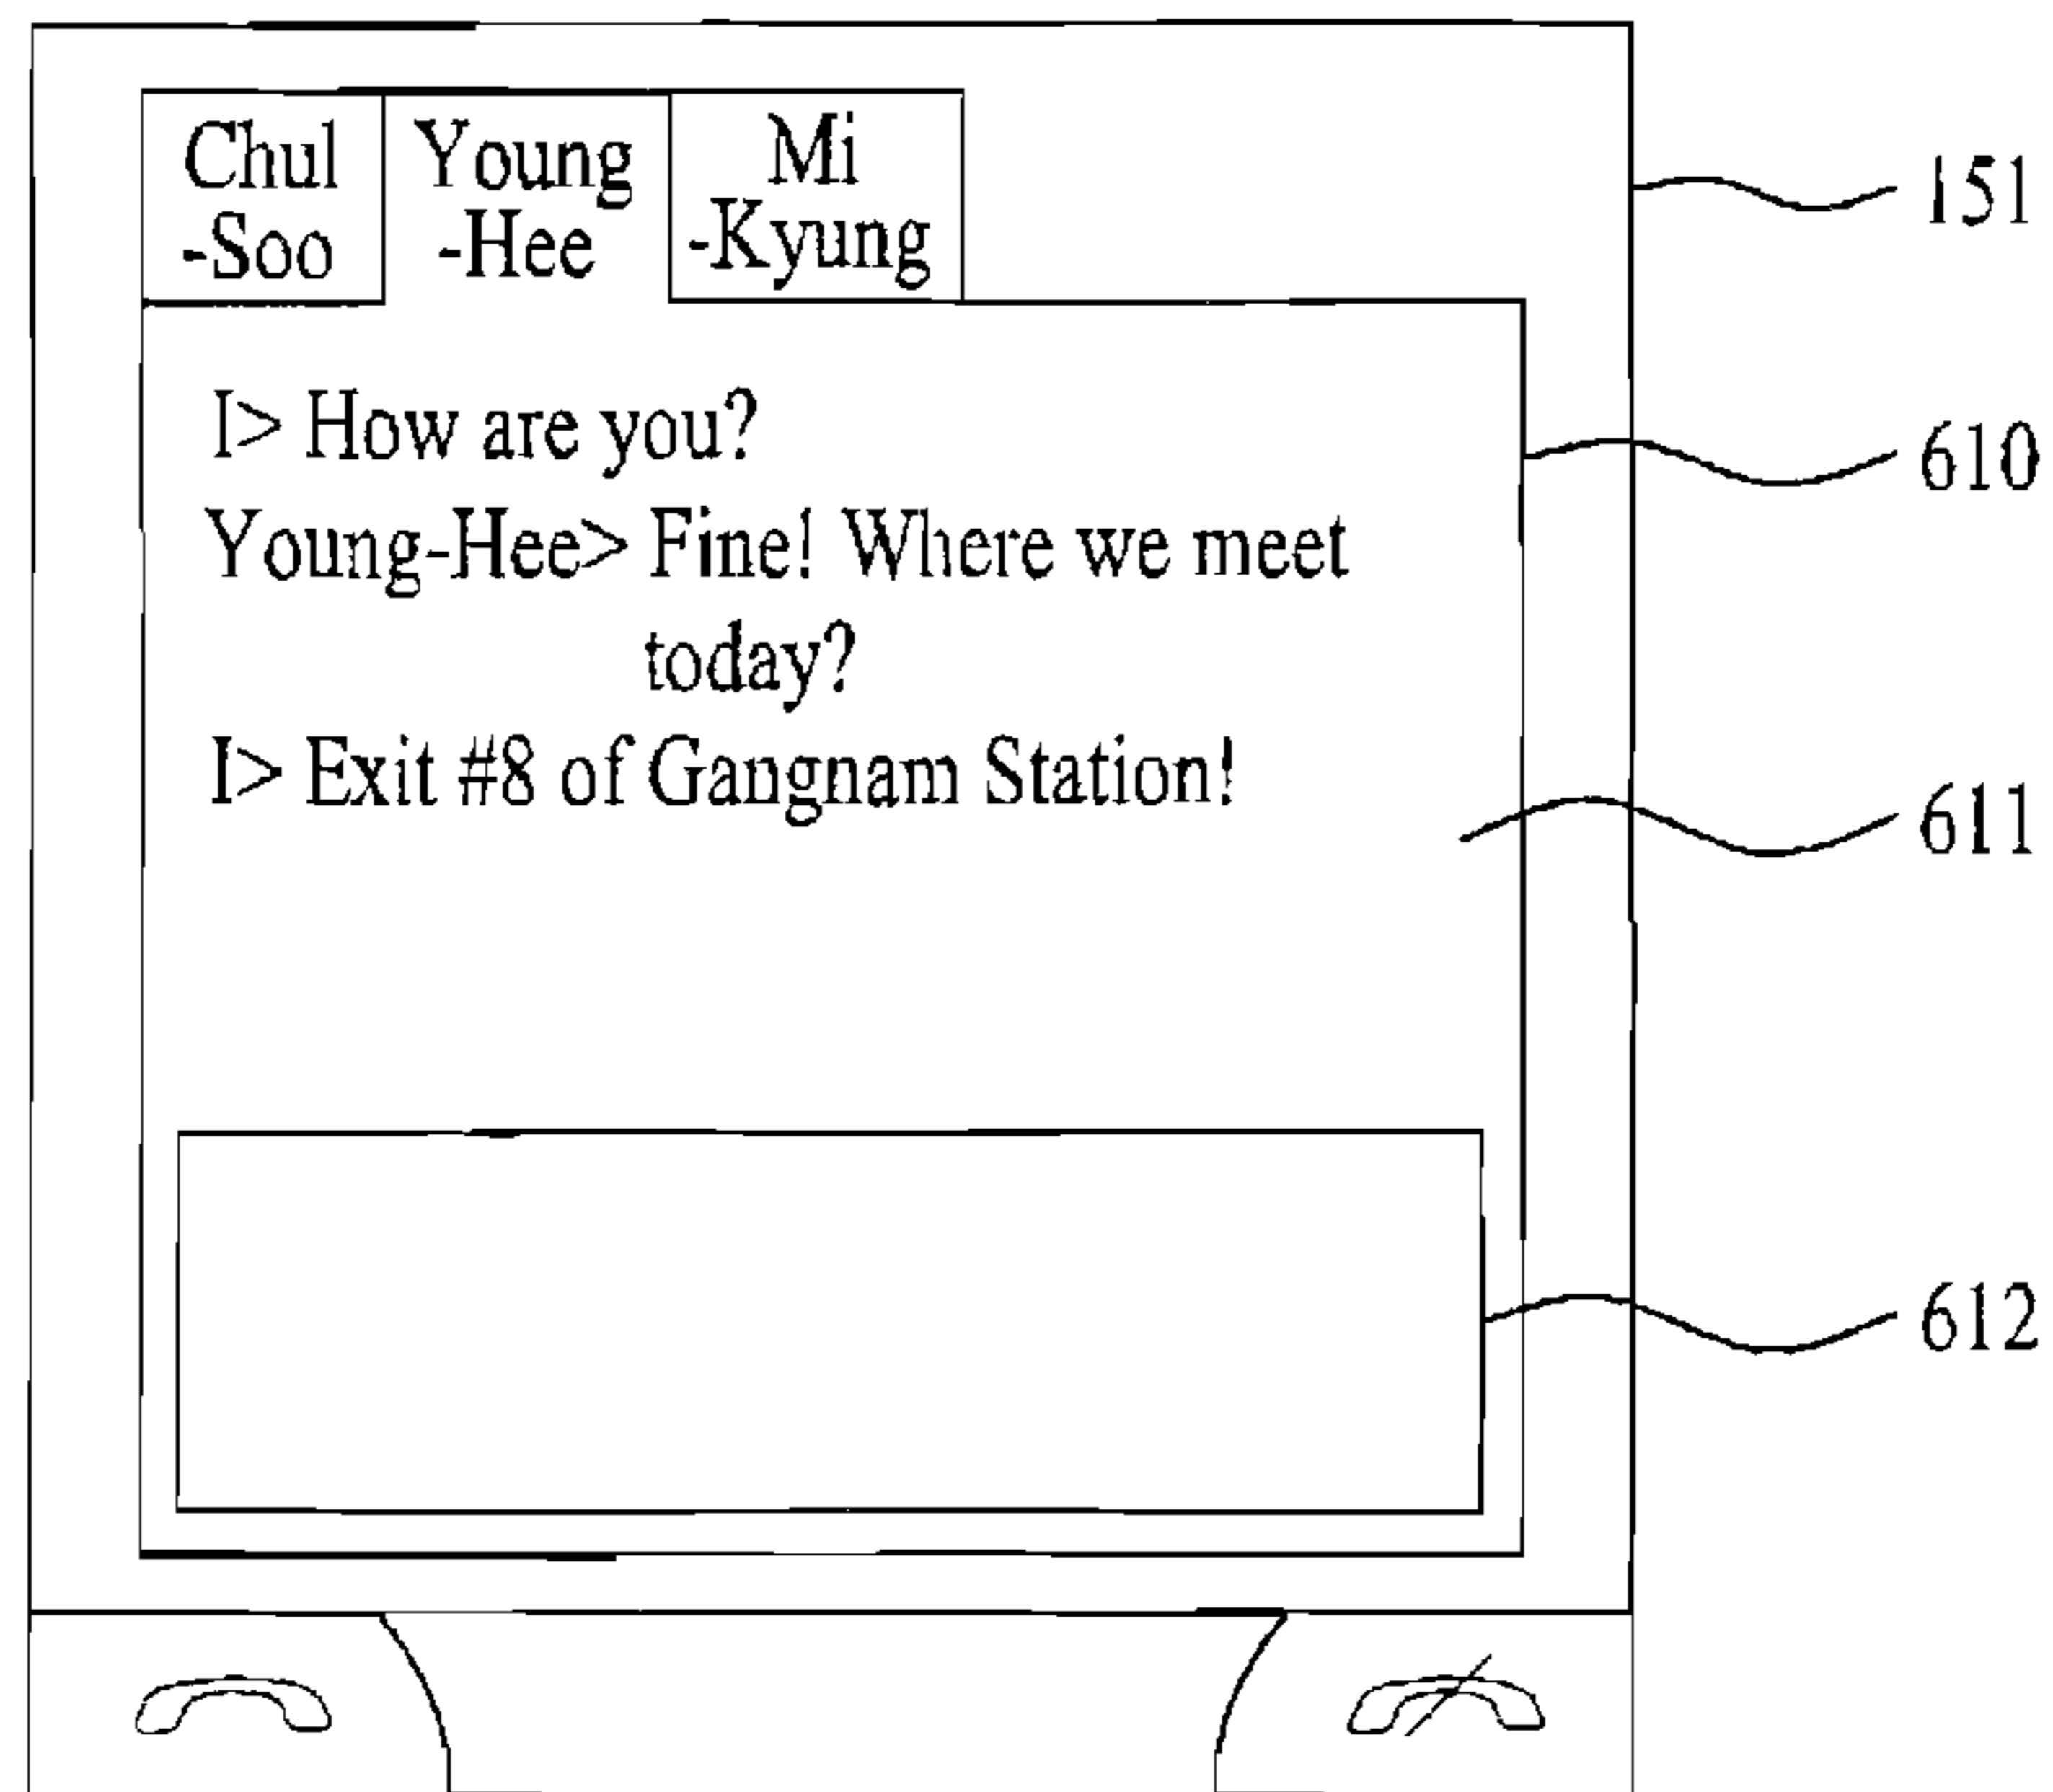 Chul
-Soo
Young
-Hee
Mi
-Kyung
151
I> How are you?
610
Young-Hee> Fine! Where we meet
today?
I> Exit #8 of Gangnam Station!
611
612